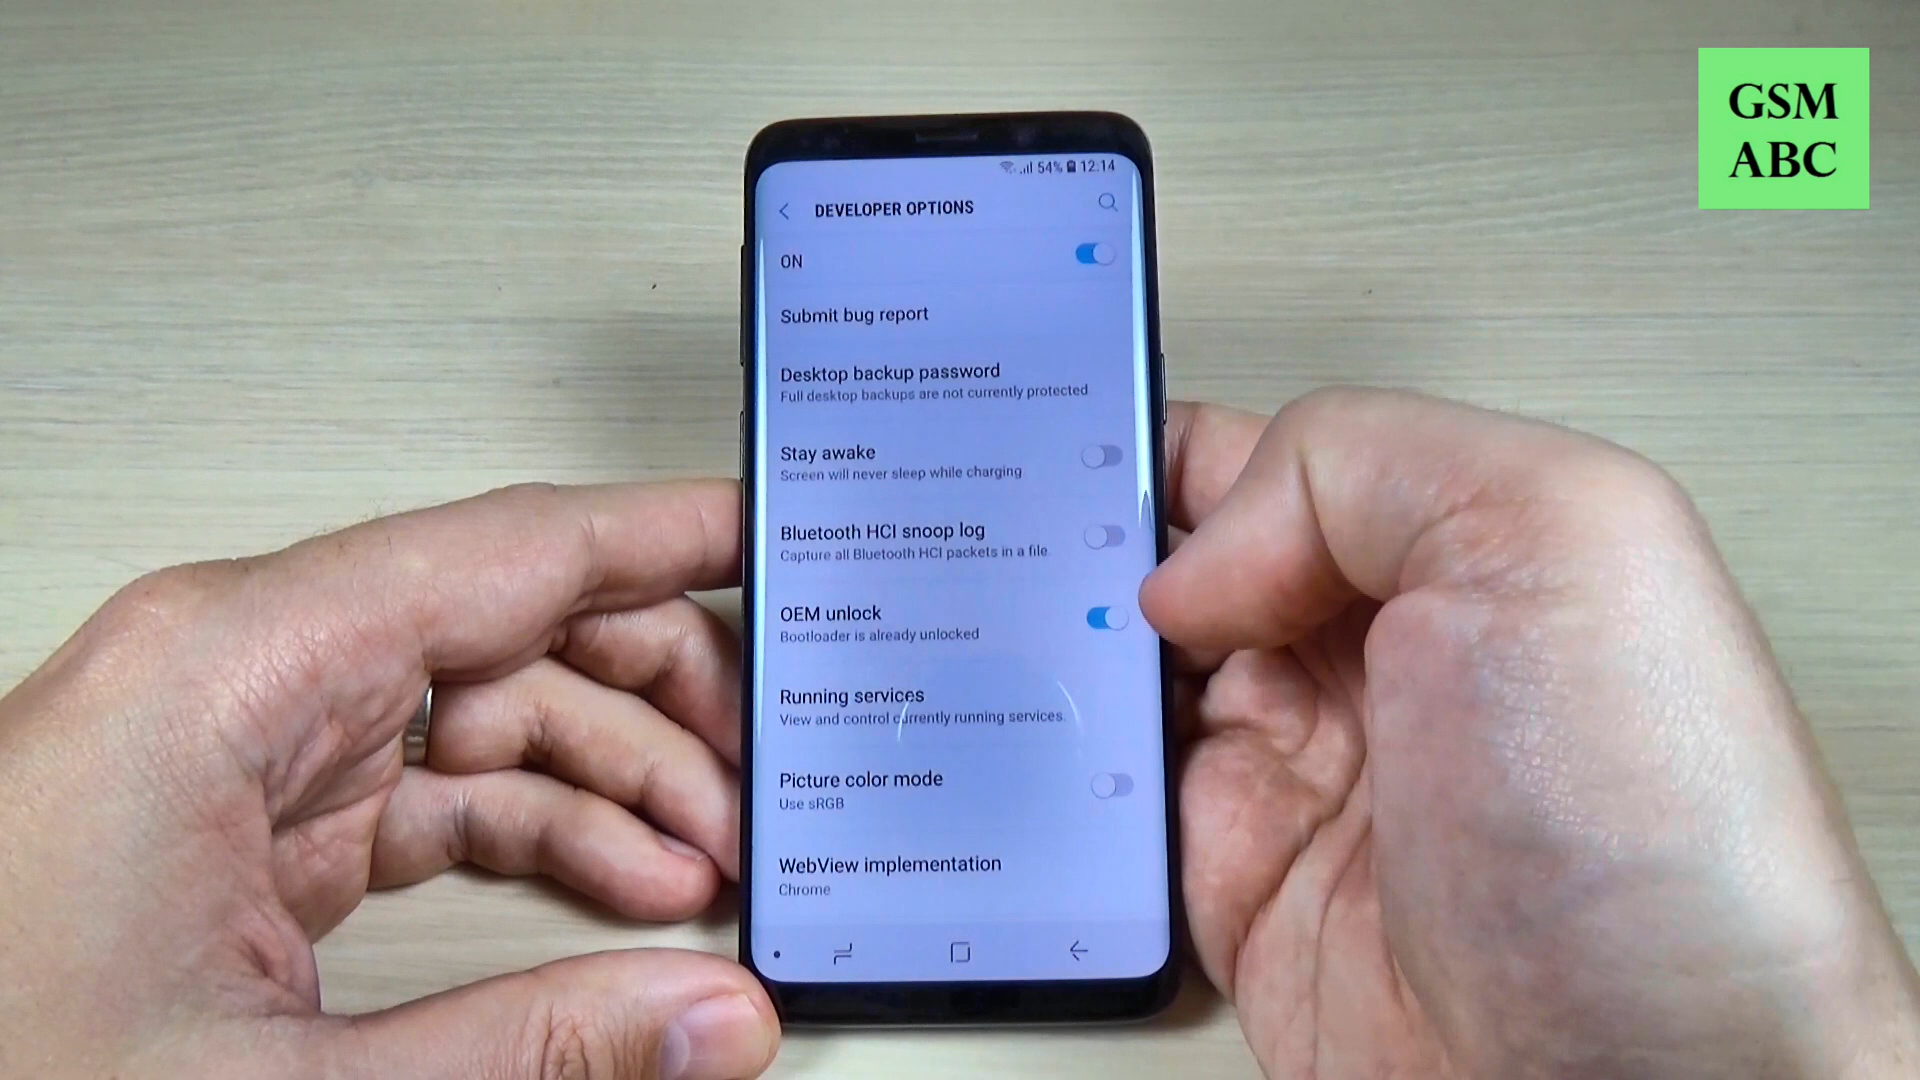 GSM
ABC
54% 12:14
DEVELOPER OPTIONS
ON
Submit bug report
Desktop backup password
Full desktop backups are not currently protected
Stay awake
Screen will never sleep while charging
Bluetooth HCI snoop log
Capture all Bluetooth HCI packets in a file.
OEM unlock
Bootloader is already unlocked
Running services
View and control currently running services.
Picture color mode
Use sRGB
WebView implementation
Chrome